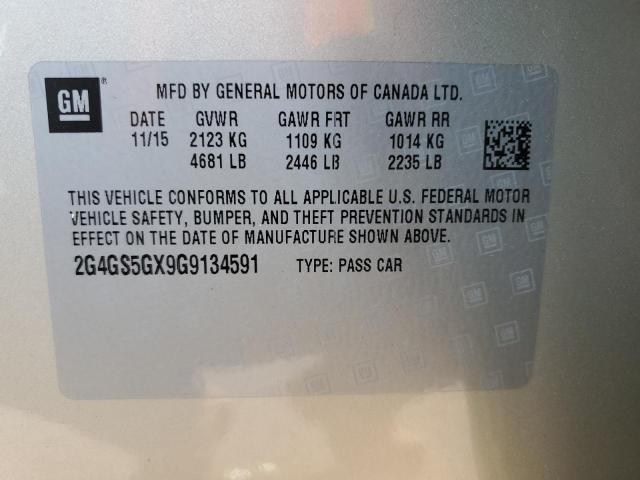 GM ® MFD BY GENERAL MOTORS OF CANADA LTD.
DATE GVWR GAWR FRT GAWR RR
11/15 2123 KG 1109 KG 1014 KG
4681 LB 2446 LB 2235 LB
THIS VEHICLE CONFORMS TO ALL APPLICABLE U.S. FEDERAL MOTOR
VEHICLE SAFETY, BUMPER, AND THEFT PREVENTION STANDARDS IN
EFFECT ON THE DATE OF MANUFACTURE SHOWN ABOVE.
2G4GS5GX9G9134591 TYPE: PASS CAR